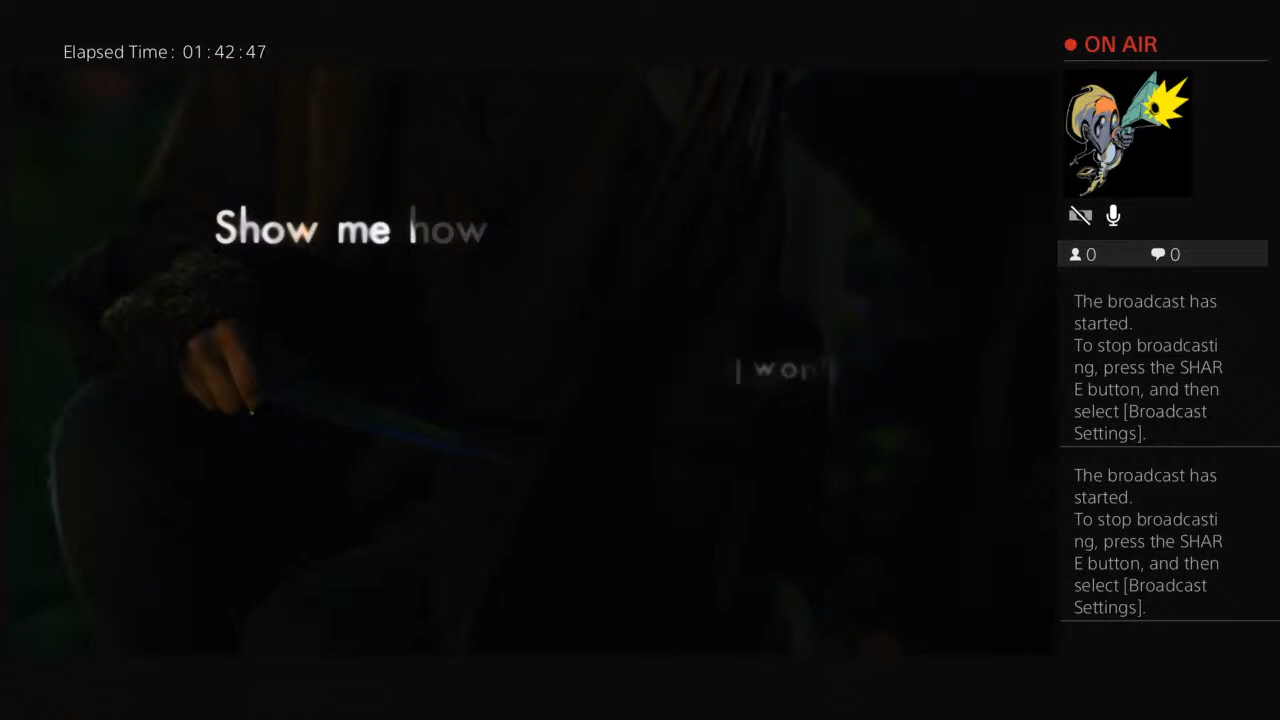 Elapsed Time: 01:42:47
ON AIR
Show me how
I won't
0
0
The broadcast has
started.
To stop broadcasti
ng, press the SHAR
E button, and then
select [Broadcast
Settings].
The broadcast has
started.
To stop broadcasti
ng, press the SHAR
E button, and then
select [Broadcast
Settings].